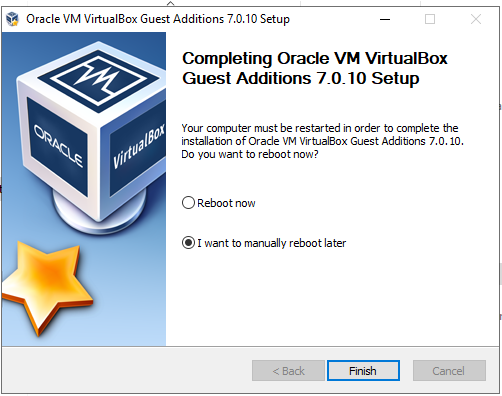 Oracle VM VirtualBox Guest Additions 7.0.10 Setup
Completing Oracle VM VirtualBox
Guest Additions 7.0.10 Setup
ORACLE
VirtualBox
Your computer must be restarted in order to complete the
installation of Oracle VM VirtualBox Guest Additions 7.0.10.
Do you want to reboot now?
Reboot now
I want to manually reboot later
< Back
Finish
Cancel